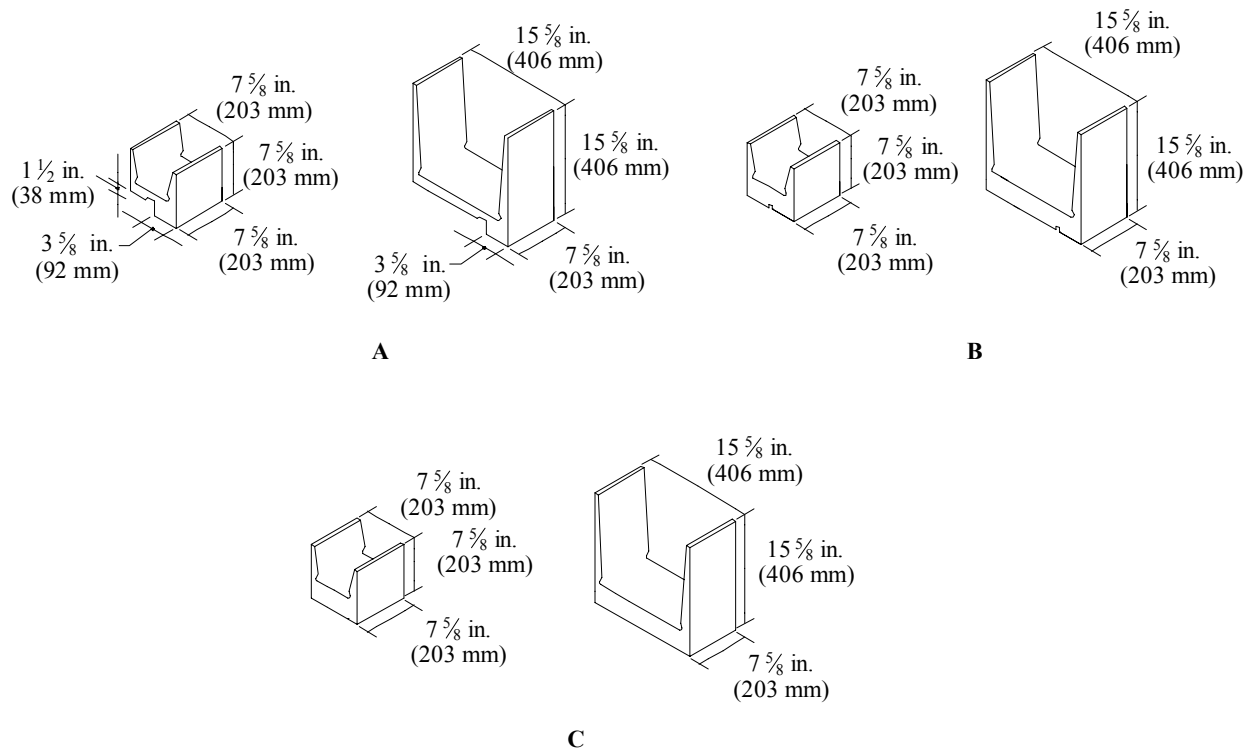 15 ⅝ in.
(406 mm)
7 ⅝ in.
(203 mm)
7 ⅝ in.
(203 mm)
1 ½ in.
(38 mm)
3 ⅝ in.
(92 mm)
7 ⅝ in.
(203 mm)
15 ⅝ in.
(406 mm)
3 ⅝ in.
(92 mm)
7 ⅝ in.
(203 mm)
A
15 ⅝ in.
(406 mm)
7 ⅝ in.
(203 mm)
7 ⅝ in.
(203 mm)
7 ⅝ in.
(203 mm)
15 ⅝ in.
(406 mm)
7 ⅝ in.
(203 mm)
B
15 ⅝ in.
(406 mm)
7 ⅝ in.
(203 mm)
7 ⅝ in.
(203 mm)
7 ⅝ in.
(203 mm)
15 ⅝ in.
(406 mm)
7 ⅝ in.
(203 mm)
C